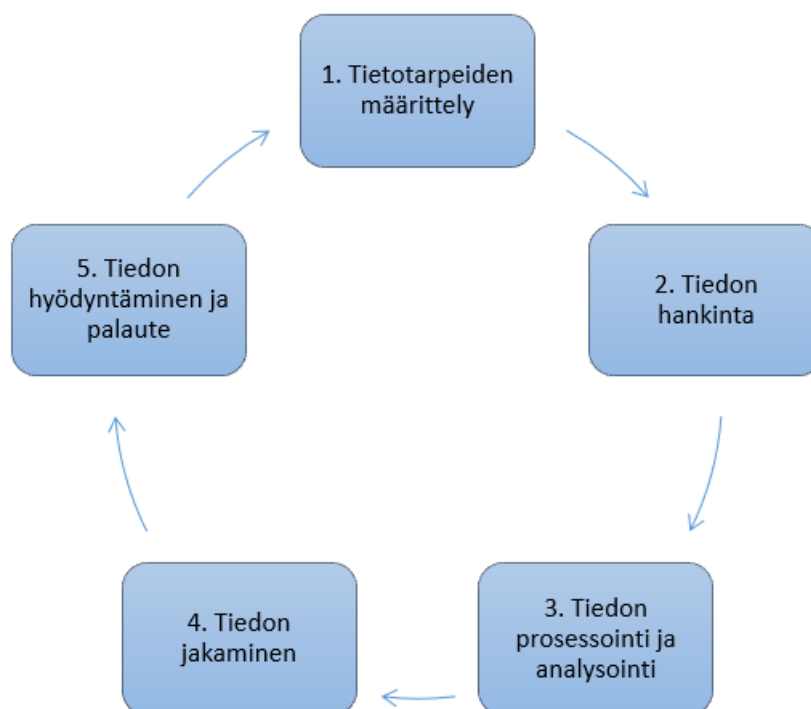 1. Tietotarpeiden
määrittely
2. Tiedon
hankinta
3. Tiedon
prosessointi ja
analysointi
4. Tiedon
jakaminen
5. Tiedon
hyödyntäminen ja
palaute